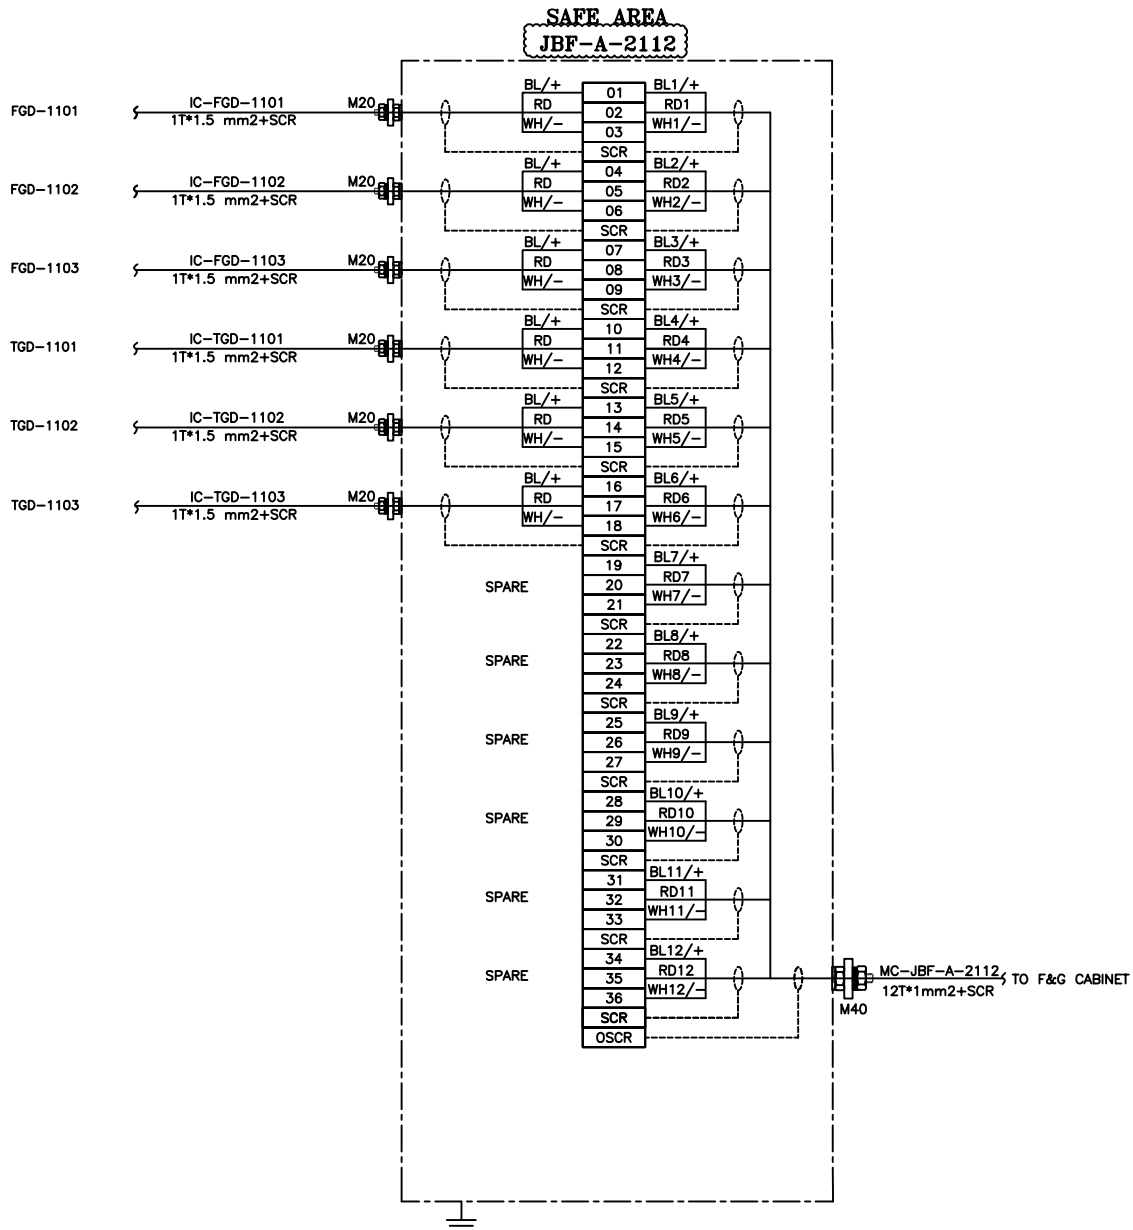 SAFE AREA
JBF-A-2112
BL/+ 01 BL1/+
FGD-1101 IC-FGD-1101 M20 RD 02 RD1
1T*1.5 mm2+SCR WH/- 03 WH1/-
SCR
BL/+ 04 BL2/+
FGD-1102 IC-FGD-1102 M20 RD 05 RD2
1T*1.5 mm2+SCR WH/- 06 WH2/-
SCR
BL/+ 07 BL3/+
FGD-1103 IC-FGD-1103 M20 RD 08 RD3
1T*1.5 mm2+SCR WH/- 09 WH3/-
SCR
BL/+ 10 BL4/+
TGD-1101 IC-TGD-1101 M20 RD 11 RD4
1T*1.5 mm2+SCR WH/- 12 WH4/-
SCR
BL/+ 13 BL5/+
TGD-1102 IC-TGD-1102 M20 RD 14 RD5
1T*1.5 mm2+SCR WH/- 15 WH5/-
SCR
BL/+ 16 BL6/+
TGD-1103 IC-TGD-1103 M20 RD 17 RD6
1T*1.5 mm2+SCR WH/- 18 WH6/-
SCR
19 BL7/+
SPARE 20 RD7
21 WH7/-
SCR
22 BL8/+
SPARE 23 RD8
24 WH8/-
SCR
25 BL9/+
SPARE 26 RD9
27 WH9/-
SCR
28 BL10/+
SPARE 29 RD10
30 WH10/-
SCR
31 BL11/+
SPARE 32 RD11
33 WH11/-
SCR
34 BL12/+
SPARE 35 RD12 MC-JBF-A-2112 TO F&G CABINET
36 WH12/- 12T*1mm2+SCR
SCR M40
OSCR